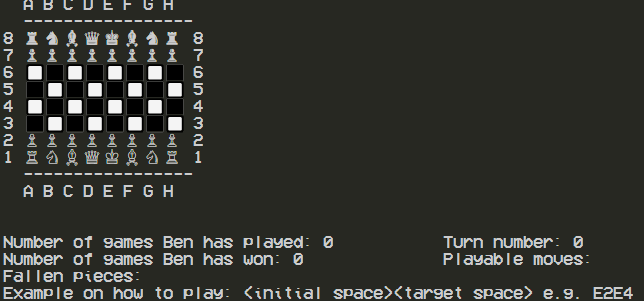 A B C D E F G H
8 ♜ ♞ ♝ ♛ ♚ ♝ ♞ ♜ 8
7 ♟ ♟ ♟ ♟ ♟ ♟ ♟ ♟ 7
6 6
5 5
4 4
3 3
2 ♙ ♙ ♙ ♙ ♙ ♙ ♙ ♙ 2
1 ♖ ♘ ♗ ♕ ♔ ♗ ♘ ♖ 1
A B C D E F G H
Number of games Ben has played: 0 Turn number: 0
Number of games Ben has won: 0 Playable moves:
Fallen pieces:
Example on how to play: <initial space><target space> e.g. E2E4